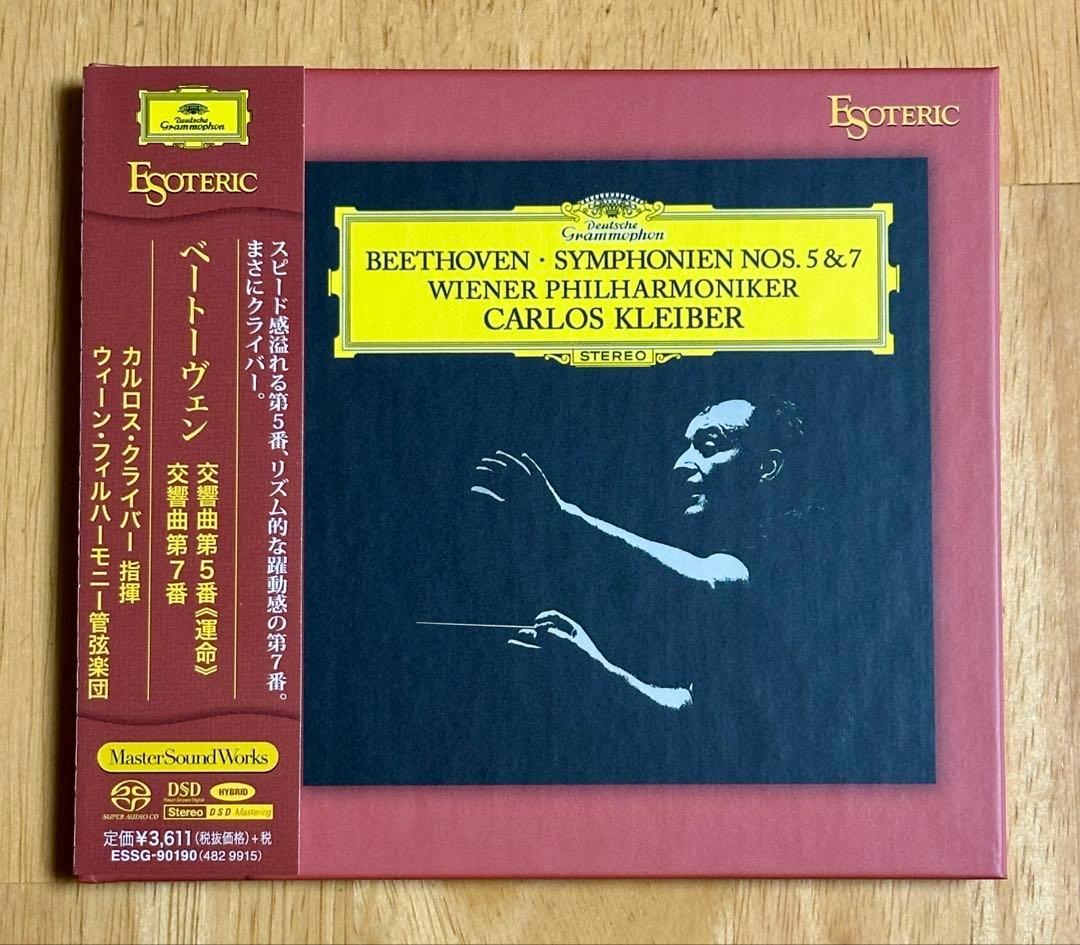 Deutsche
Grammophon
ESOTERIC
スピード感溢れる第5番、リズム的な躍動感の第7番。
まさにクライバー。
ベートーヴェン
交響曲第5番《運命》
交響曲第7番
カルロス・クライバー 指揮
ウィーン・フィルハーモニー管弦楽団
MasterSoundWorks
SUPER AUDIO CD
DSD
Direct Stream Digital
HYBRID
Stereo DSD Mastering
定価¥3,611(税抜価格)+税
ESSG-90190(482 9915)
ESOTERIC
Deutsche
Grammophon
BEETHOVEN · SYMPHONIEN NOS. 5 & 7
WIENER PHILHARMONIKER
CARLOS KLEIBER
STEREO